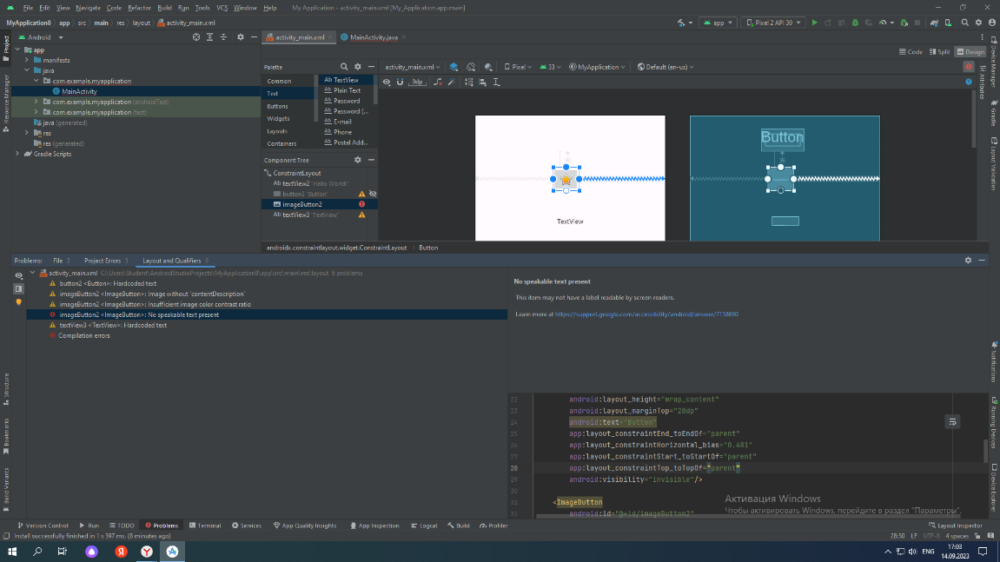 File Edit View Navigate Code Refactor Build Run Tools VCS Window Help My Application - activity_main.xml [My_Application.app.main]
MyApplication8 app src main res layout activity_main.xml app Pixel 2 API 30
Android activity_main.xml MainActivity.java
Code Split Design
app
manifests
java
com.example.myapplication
MainActivity
com.example.myapplication (androidTest)
com.example.myapplication (test)
java (generated)
res
res (generated)
Gradle Scripts
Palette
Common
Text
Buttons
Widgets
Layouts
Containers
Ab TextView
Ab Plain Text
Ab Password
Ab Password (...
Ab E-mail
Ab Phone
Ab Postal Add...
activity_main.xml Pixel 33 MyApplication Default (en-us)
0dp
Component Tree
ConstraintLayout
Ab textView2 "Hello World!"
button2 "Button"
imageButton2
Ab textView3 "TextView"
TextView
Button
androidx.constraintlayout.widget.ConstraintLayout Button
Problems: File 3 Project Errors 3 Layout and Qualifiers 6
activity_main.xml C:\Users\Student\AndroidStudioProjects\MyApplication8\app\src\main\res\layout 6 problems
button2 <Button>: Hardcoded text
imageButton2 <ImageButton>: Image without `contentDescription`
imageButton2 <ImageButton>: Insufficient image color contrast ratio
imageButton2 <ImageButton>: No speakable text present
textView3 <TextView>: Hardcoded text
Compilation errors
No speakable text present
This item may not have a label readable by screen readers.
Learn more at https://support.google.com/accessibility/android/answer/7158690
22 android:layout_height="wrap_content"
23 android:layout_marginTop="28dp"
24 android:text="Button"
25 app:layout_constraintEnd_toEndOf="parent"
26 app:layout_constraintHorizontal_bias="0.481"
27 app:layout_constraintStart_toStartOf="parent"
28 app:layout_constraintTop_toTopOf="parent"
29 android:visibility="invisible"/>
30
31 <ImageButton
android:id="@+id/imageButton2"
Активация Windows
Чтобы активировать Windows, перейдите в раздел "Параметры".
Project
Resource Manager
Structure
Bookmarks
Build Variants
Device Manager
Attributes
Gradle
Layout Validation
Notifications
Running Devices
Device Explorer
Version Control Run TODO Problems Terminal Services App Quality Insights App Inspection Logcat Build Profiler Layout Inspector
Install successfully finished in 1 s 597 ms. (8 minutes ago) 28:50 LF UTF-8 4 spaces
ENG 17:03
14.09.2023